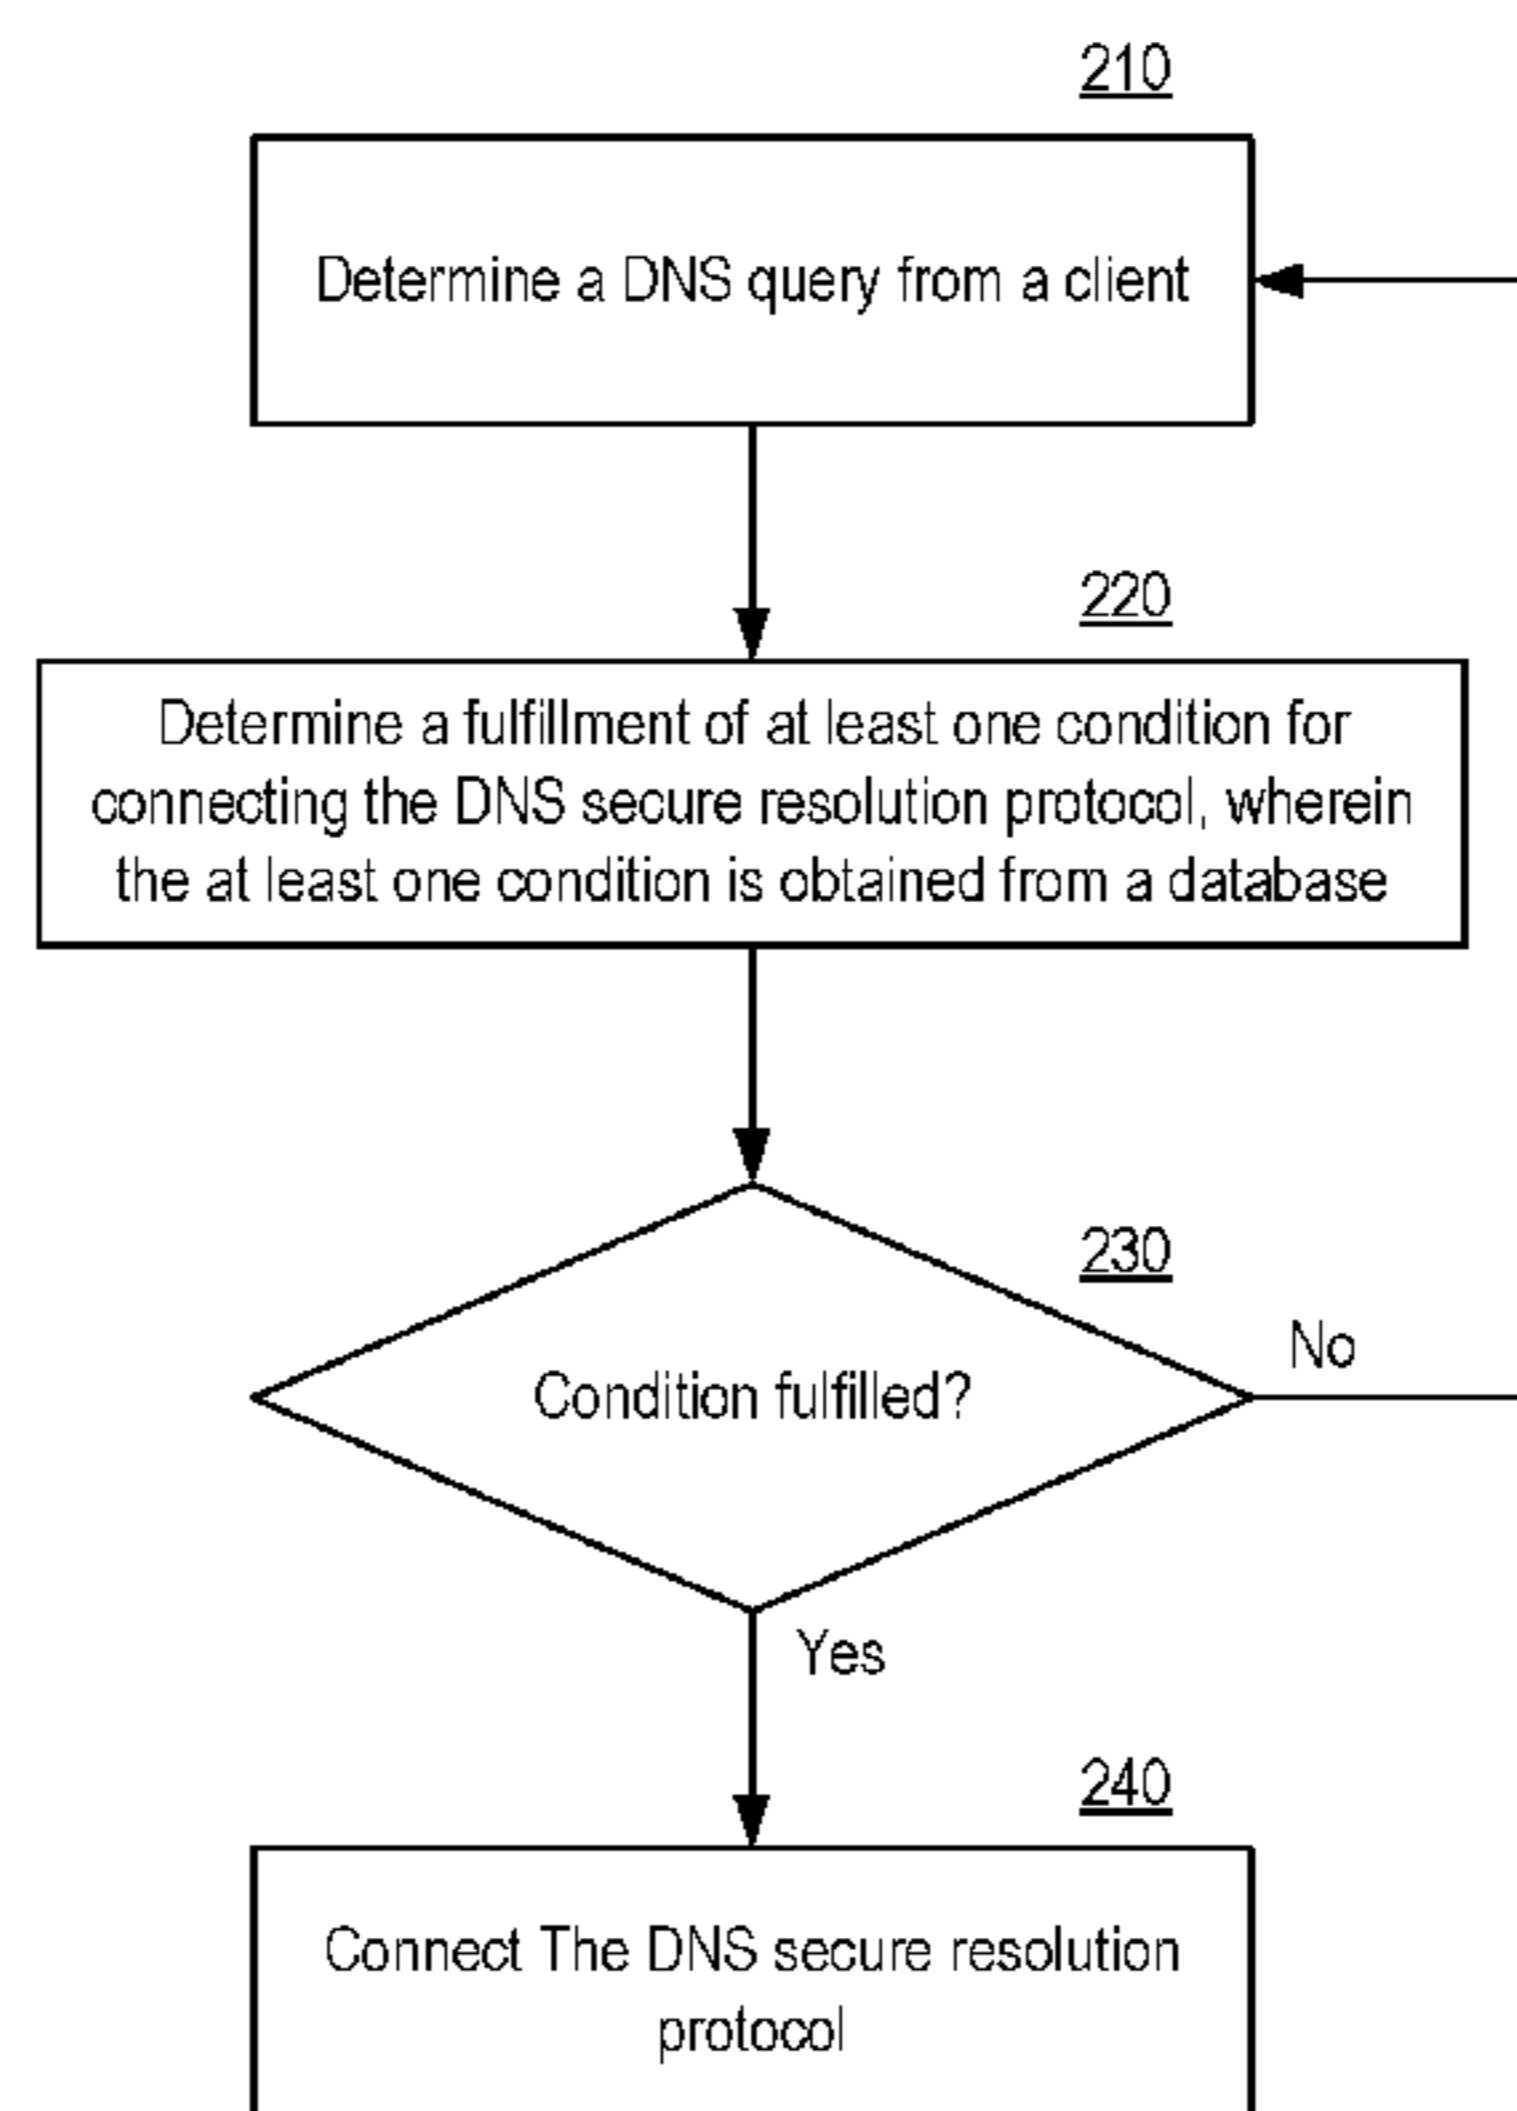 210
Determine a DNS query from a client
220
Determine a fulfillment of at least one condition for
connecting the DNS secure resolution protocol, wherein
the at least one condition is obtained from a database
230
No
Condition fulfilled?
Yes
240
Connect The DNS secure resolution
protocol